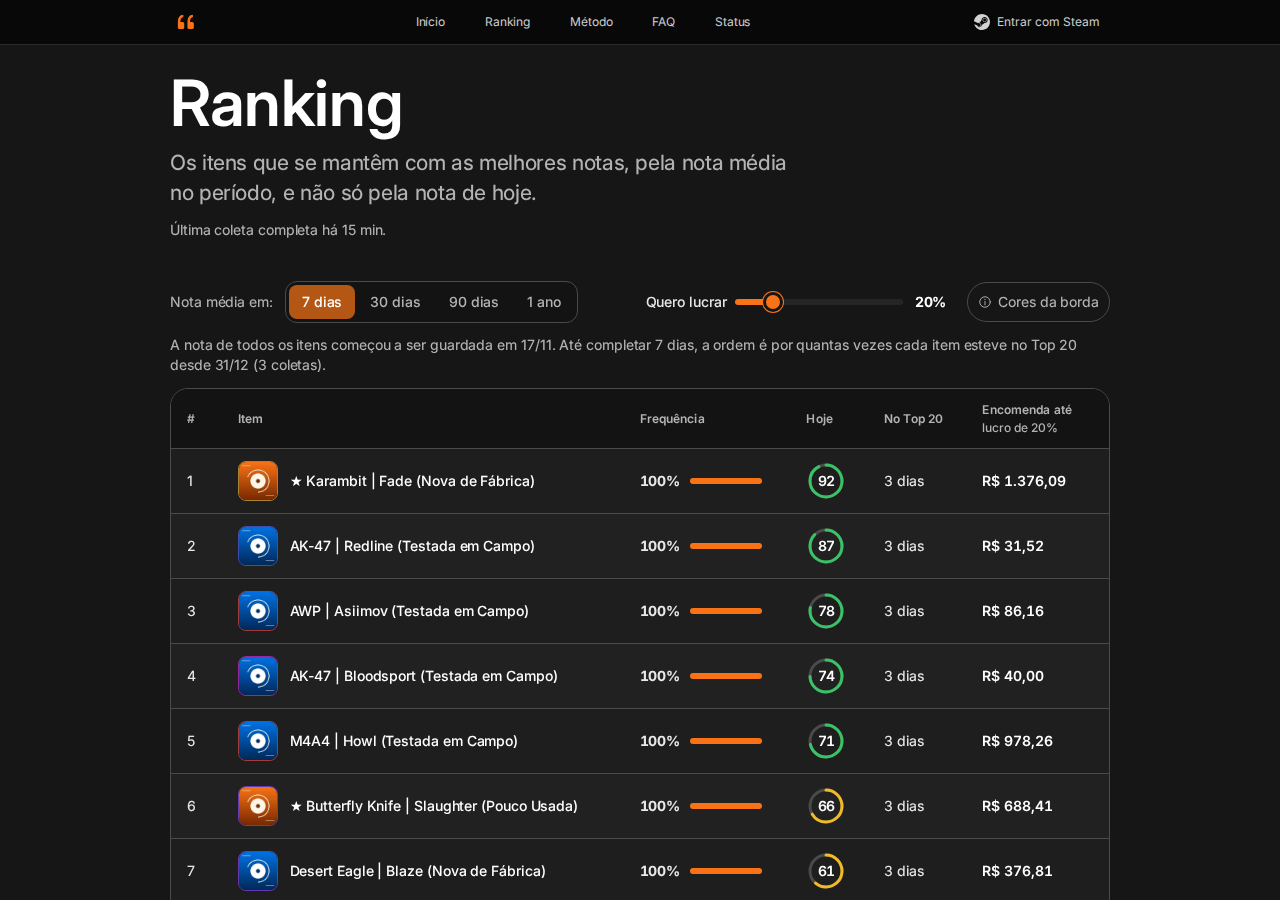 Início Ranking Método FAQ Status Entrar com Steam
Ranking
Os itens que se mantêm com as melhores notas, pela nota média
no período, e não só pela nota de hoje.
Última coleta completa há 15 min.
Nota média em: 7 dias 30 dias 90 dias 1 ano Quero lucrar 20% Cores da borda
A nota de todos os itens começou a ser guardada em 17/11. Até completar 7 dias, a ordem é por quantas vezes cada item esteve no Top 20
desde 31/12 (3 coletas).
# Item Frequência Hoje No Top 20 Encomenda até
lucro de 20%
1 ★ Karambit | Fade (Nova de Fábrica) 100% 92 3 dias R$ 1.376,09
2 AK-47 | Redline (Testada em Campo) 100% 87 3 dias R$ 31,52
3 AWP | Asiimov (Testada em Campo) 100% 78 3 dias R$ 86,16
4 AK-47 | Bloodsport (Testada em Campo) 100% 74 3 dias R$ 40,00
5 M4A4 | Howl (Testada em Campo) 100% 71 3 dias R$ 978,26
6 ★ Butterfly Knife | Slaughter (Pouco Usada) 100% 66 3 dias R$ 688,41
7 Desert Eagle | Blaze (Nova de Fábrica) 100% 61 3 dias R$ 376,81